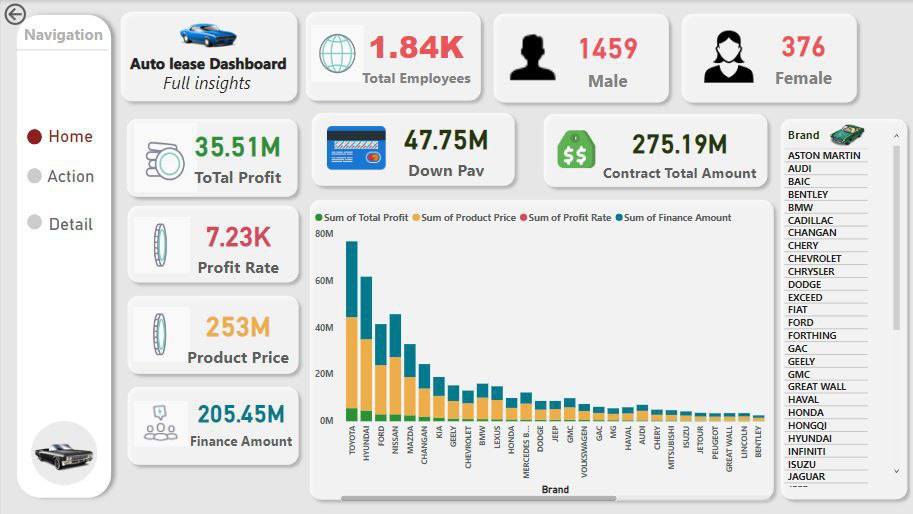 Navigation
Home
Action
Detail
Auto lease Dashboard
Full insights
1.84K
Total Employees
1459
Male
376
Female
35.51M
ToTal Profit
47.75M
Down Pay
275.19M
Contract Total Amount
7.23K
Profit Rate
253M
Product Price
205.45M
Finance Amount
Sum of Total Profit Sum of Product Price Sum of Profit Rate Sum of Finance Amount
80M
60M
40M
20M
0M
TOYOTA
HYUNDAI
FORD
NISSAN
MAZDA
CHANGAN
KIA
GEELY
CHEVROLET
BMW
LEXUS
HONDA
MERCEDES B...
DODGE
JEEP
GMC
VOLKSWAGEN
GAC
MG
HAVAL
AUDI
CHERY
MITSUBISHI
ISUZU
JETOUR
PEUGEOT
GREAT WALL
LINCOLN
BENTLEY
Brand
Brand
ASTON MARTIN
AUDI
BAIC
BENTLEY
BMW
CADILLAC
CHANGAN
CHERY
CHEVROLET
CHRYSLER
DODGE
EXCEED
FIAT
FORD
FORTHING
GAC
GEELY
GMC
GREAT WALL
HAVAL
HONDA
HONGQI
HYUNDAI
INFINITI
ISUZU
JAGUAR